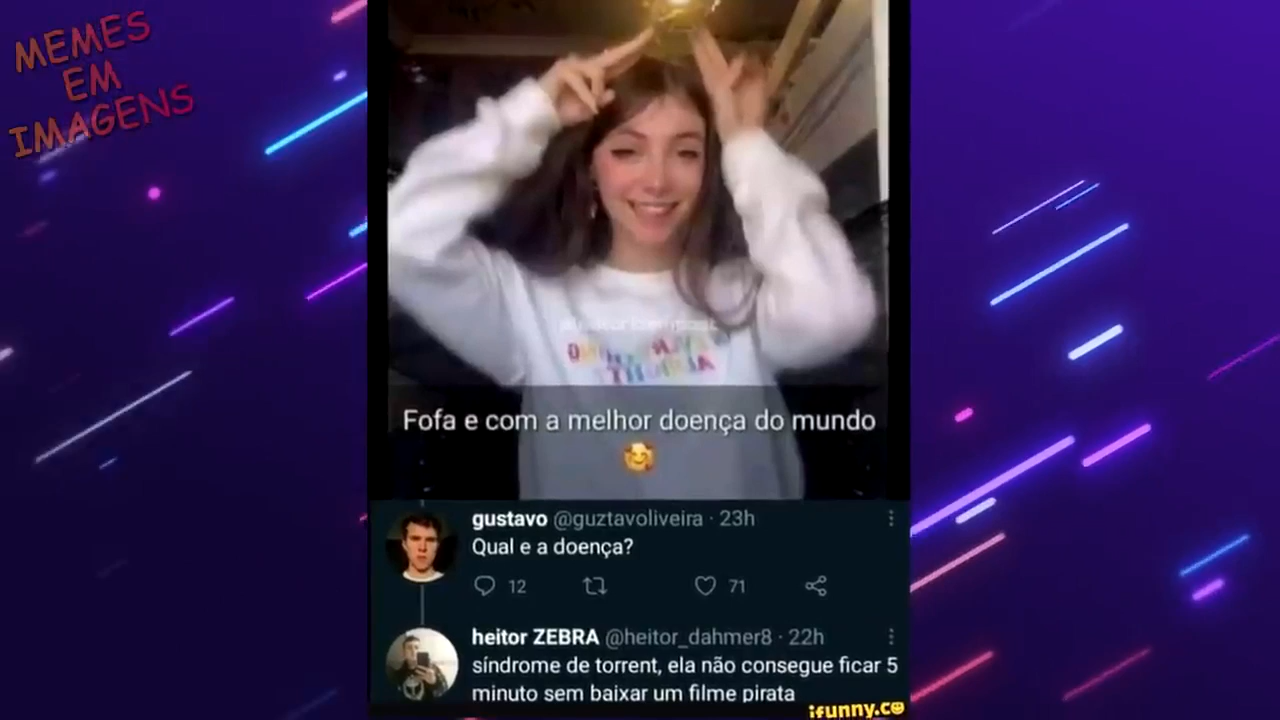 MEMES
EM
IMAGENS
Fofa e com a melhor doença do mundo
🥰
gustavo @guztavoliveira · 23h
Qual e a doença?
12 71
heitor ZEBRA @heitor_dahmer8 · 22h
síndrome de torrent, ela não consegue ficar 5
minuto sem baixar um filme pirata
ifunny.co